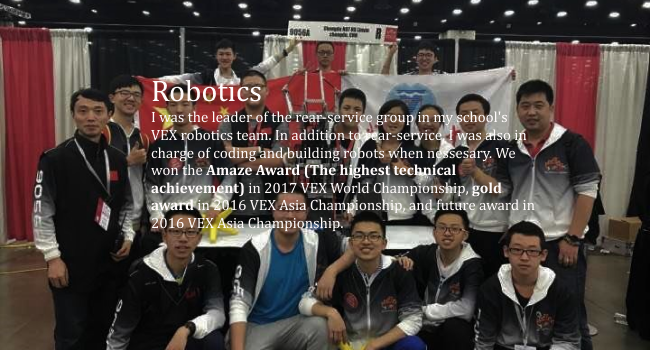 9056A
R
Robotics
I was the leader of the rear-service group in my school's
VEX robotics team. In addition to rear-service, I was also in
charge of coding and building robots when nessesary. We
won the Amaze Award (The highest technical
achievement) in 2017 VEX World Championship, gold
award in 2016 VEX Asia Championship, and future award in
2016 VEX Asia Championship.
9056